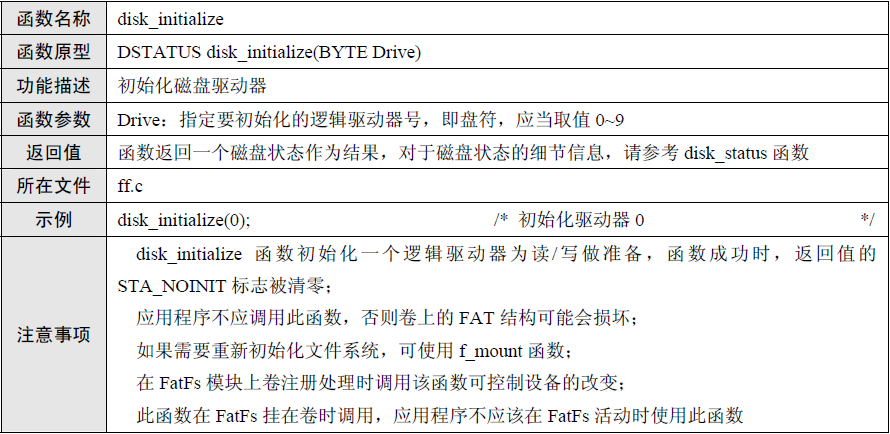 函数名称 disk_initialize
函数原型 DSTATUS disk_initialize(BYTE Drive)
功能描述 初始化磁盘驱动器
函数参数 Drive：指定要初始化的逻辑驱动器号，即盘符，应当取值 0~9
返回值 函数返回一个磁盘状态作为结果，对于磁盘状态的细节信息，请参考 disk_status 函数
所在文件 ff.c
示例 disk_initialize(0); /* 初始化驱动器 0 */
disk_initialize 函数初始化一个逻辑驱动器为读/写做准备，函数成功时，返回值的
STA_NOINIT 标志被清零；
应用程序不应调用此函数，否则卷上的 FAT 结构可能会损坏；
注意事项 如果需要重新初始化文件系统，可使用 f_mount 函数；
在 FatFs 模块上卷注册处理时调用该函数可控制设备的改变；
此函数在 FatFs 挂在卷时调用，应用程序不应该在 FatFs 活动时使用此函数